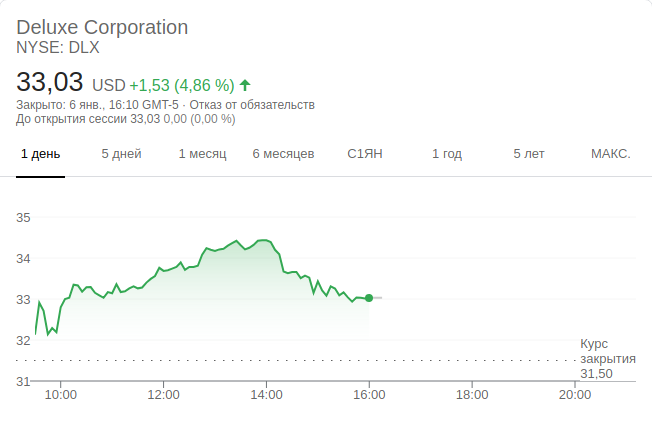 Deluxe Corporation
NYSE: DLX
33,03 USD +1,53 (4,86 %)
Закрыто: 6 янв., 16:10 GMT-5 · Отказ от обязательств
До открытия сессии 33,03 0,00 (0,00 %)
1 день 5 дней 1 месяц 6 месяцев С1ЯН 1 год 5 лет МАКС.
35
34
33
32
Курс
закрытия
31,50
31
10:00 12:00 14:00 16:00 18:00 20:00